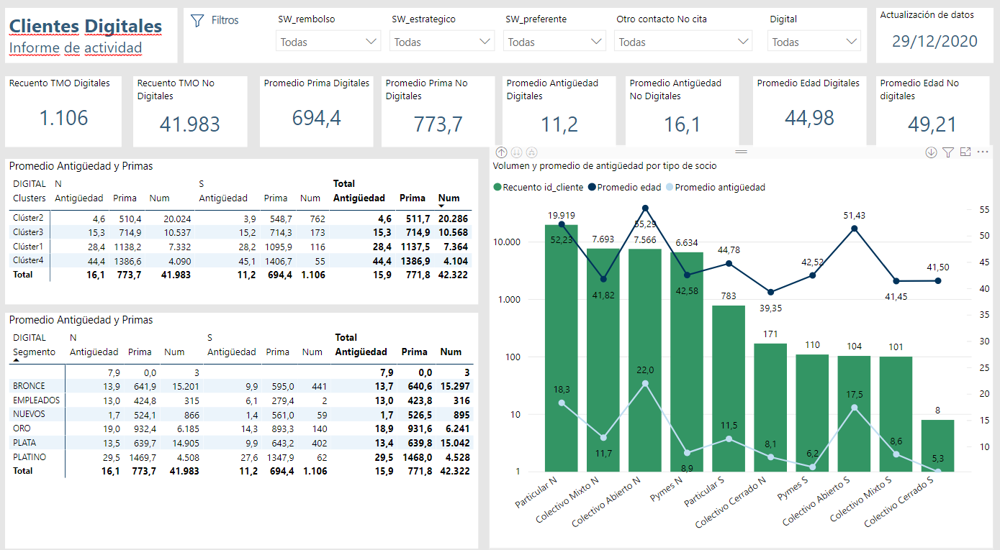 Clientes Digitales
Informe de actividad
Filtros
SW_rembolso
Todas
SW_estrategico
Todas
SW_preferente
Todas
Otro contacto No cita
Todas
Digital
Todas
Actualización de datos
29/12/2020
Recuento TMO Digitales
1.106
Recuento TMO No
Digitales
41.983
Promedio Prima Digitales
694,4
Promedio Prima No
Digitales
773,7
Promedio Antigüedad
Digitales
11,2
Promedio Antigüedad
No Digitales
16,1
Promedio Edad Digitales
44,98
Promedio Edad No
digitales
49,21
Promedio Antigüedad y Primas
DIGITAL N S Total
Clusters Antigüedad Prima Num Antigüedad Prima Num Antigüedad Prima Num
Clúster2 4,6 510,4 20.024 3,9 548,7 762 4,6 511,7 20.286
Clúster3 15,3 714,9 10.537 15,2 714,3 173 15,3 714,9 10.568
Clúster1 28,4 1138,2 7.332 28,2 1095,9 116 28,4 1137,5 7.364
Clúster4 44,4 1386,6 4.090 45,1 1406,7 55 44,4 1386,9 4.104
Total 16,1 773,7 41.983 11,2 694,4 1.106 15,9 771,8 42.322
Promedio Antigüedad y Primas
DIGITAL N S Total
Segmento Antigüedad Prima Num Antigüedad Prima Num Antigüedad Prima Num
7,9 0,0 3 7,9 0,0 3
BRONCE 13,9 641,9 15.201 9,9 595,0 441 13,7 640,6 15.297
EMPLEADOS 13,0 424,8 315 6,1 279,4 2 13,0 423,8 316
NUEVOS 1,7 524,1 866 1,4 561,0 59 1,7 526,5 895
ORO 19,0 932,4 6.185 14,3 893,3 140 18,9 931,6 6.241
PLATA 13,5 639,7 14.905 9,9 643,2 402 13,4 639,8 15.042
PLATINO 29,5 1469,7 4.508 27,6 1347,9 62 29,5 1468,0 4.528
Total 16,1 773,7 41.983 11,2 694,4 1.106 15,9 771,8 42.322
Volumen y promedio de antigüedad por tipo de socio
Recuento id_cliente Promedio edad Promedio antigüedad
10.000
1.000
100
10
1
55
50
45
40
35
30
25
20
15
10
19.919 7.693 7.566 6.634 783 171 110 104 101 8
52,23 41,82 55,29 42,58 44,78 39,35 42,52 51,43 41,45 41,50
18,3 11,7 22,0 8,9 11,5 8,1 6,2 17,5 8,6 5,3
Particular N
Colectivo Mixto N
Colectivo Abierto N
Pymes N
Particular S
Colectivo Cerrado N
Pymes S
Colectivo Abierto S
Colectivo Mixto S
Colectivo Cerrado S